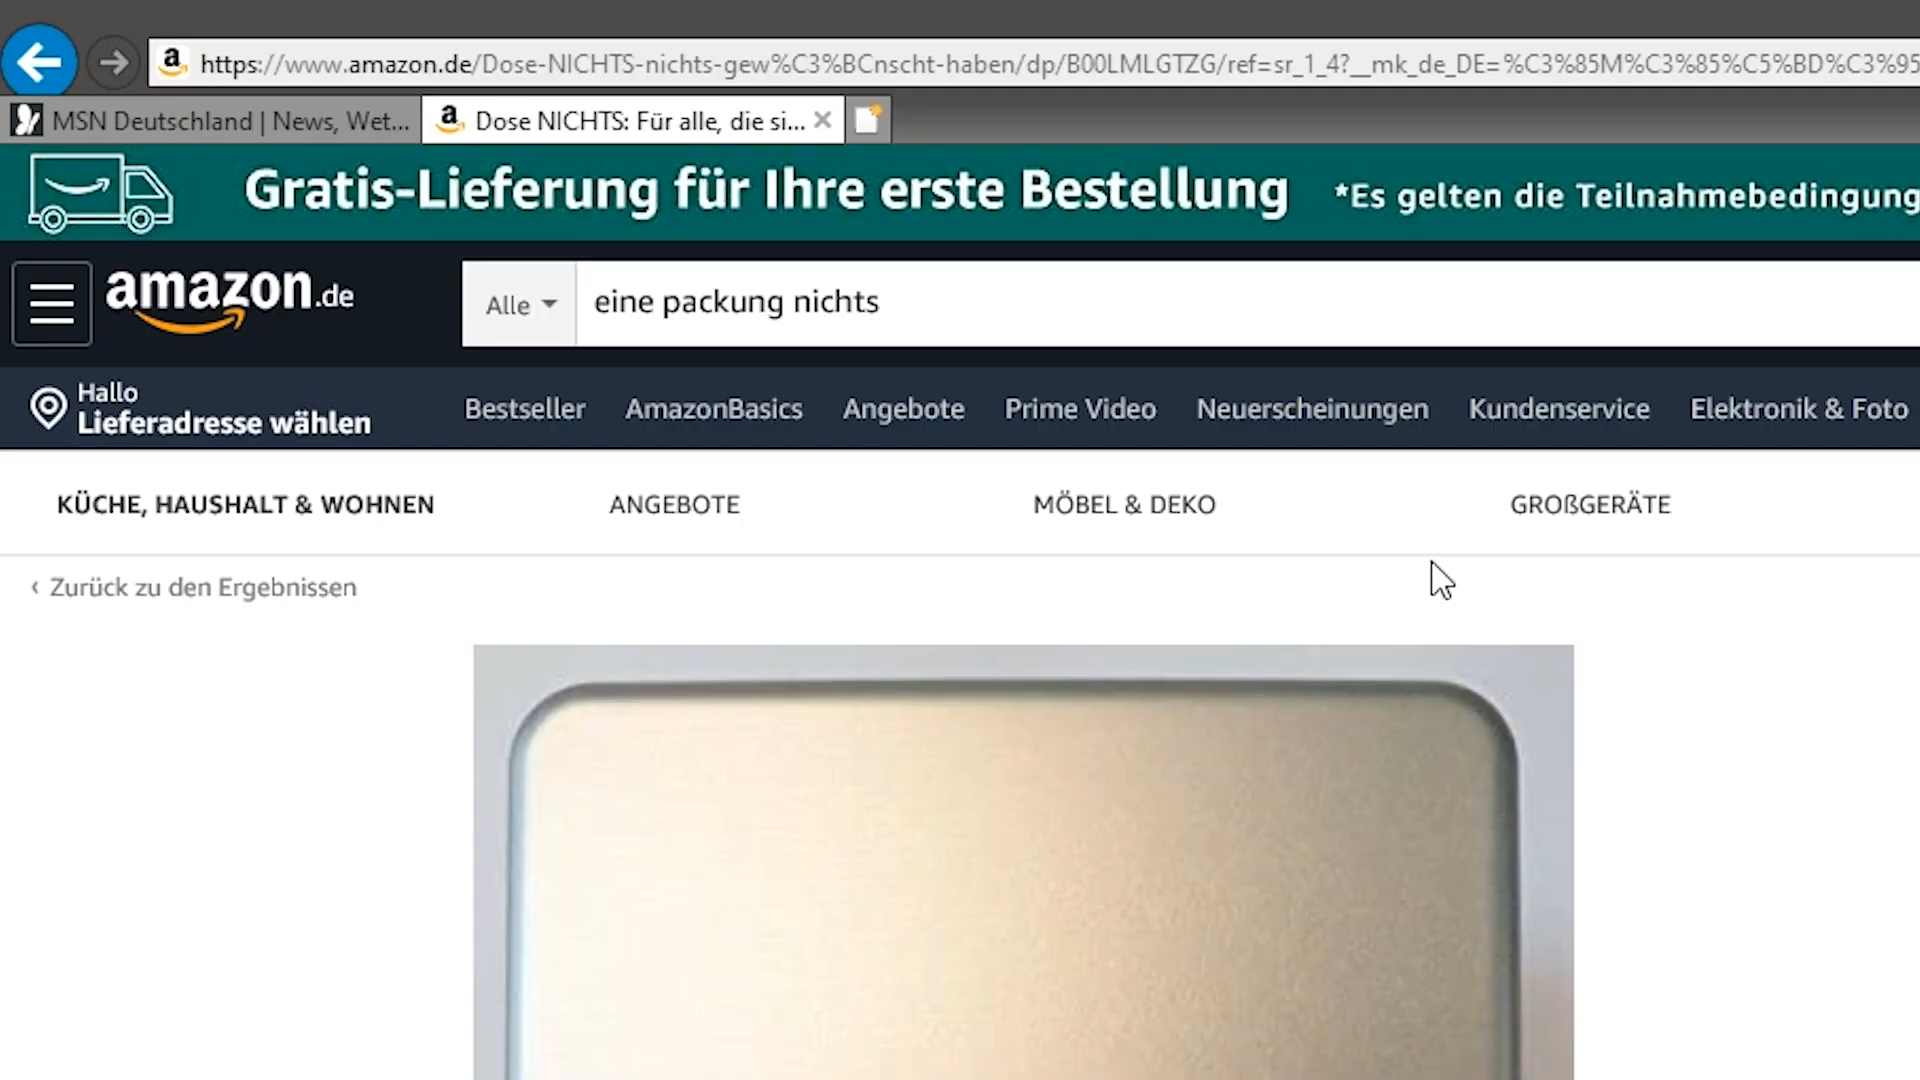 https://www.amazon.de/Dose-NICHTS-nichts-gew%C3%BCnscht-haben/dp/B00LMLGTZG/ref=sr_1_4?__mk_de_DE=%C3%85M%C3%85%C5%BD%C3%95
MSN Deutschland | News, Wet...
Dose NICHTS: Für alle, die si...
Gratis-Lieferung für Ihre erste Bestellung
*Es gelten die Teilnahmebedingung
amazon.de
Alle
eine packung nichts
Hallo
Lieferadresse wählen
Bestseller
AmazonBasics
Angebote
Prime Video
Neuerscheinungen
Kundenservice
Elektronik & Foto
KÜCHE, HAUSHALT & WOHNEN
ANGEBOTE
MÖBEL & DEKO
GROßGERÄTE
‹ Zurück zu den Ergebnissen